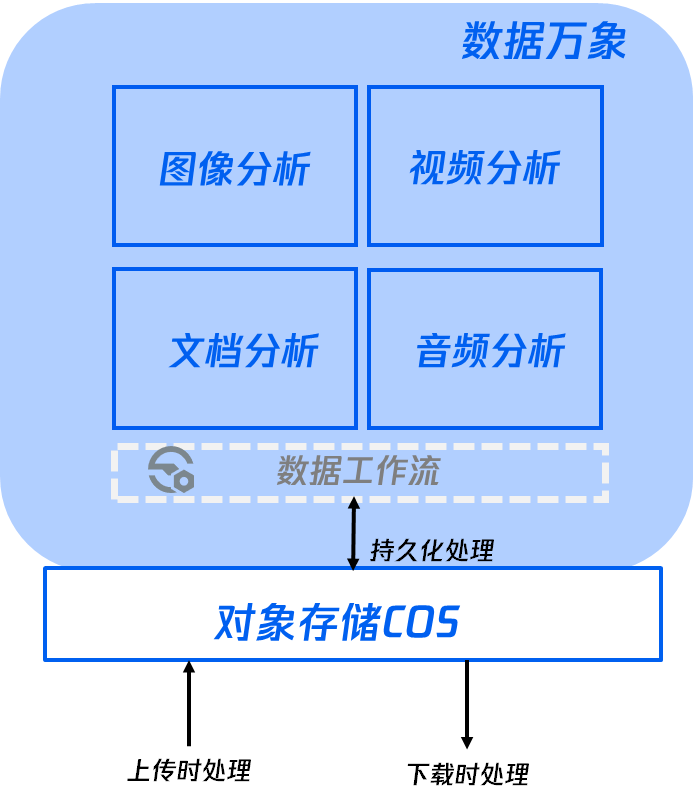 数据万象
图像分析
视频分析
文档分析
音频分析
数据工作流
持久化处理
对象存储COS
上传时处理
下载时处理